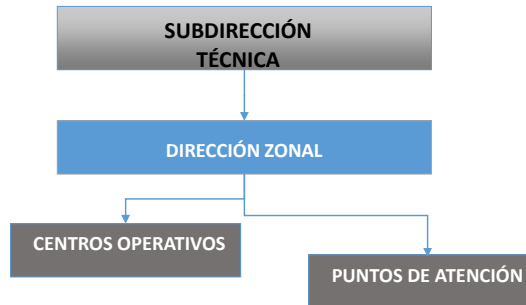 SUBDIRECCIÓN
TÉCNICA
DIRECCIÓN ZONAL
CENTROS OPERATIVOS
PUNTOS DE ATENCIÓN